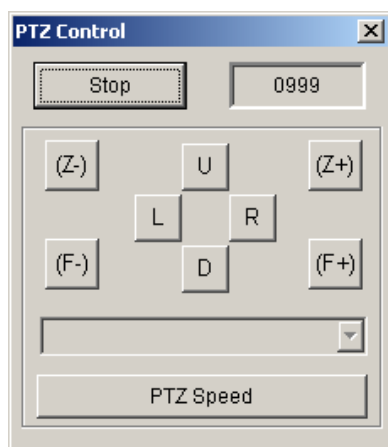 PTZ Control
Stop 0999
(Z-) U (Z+)
L R
(F-) D (F+)
PTZ Speed